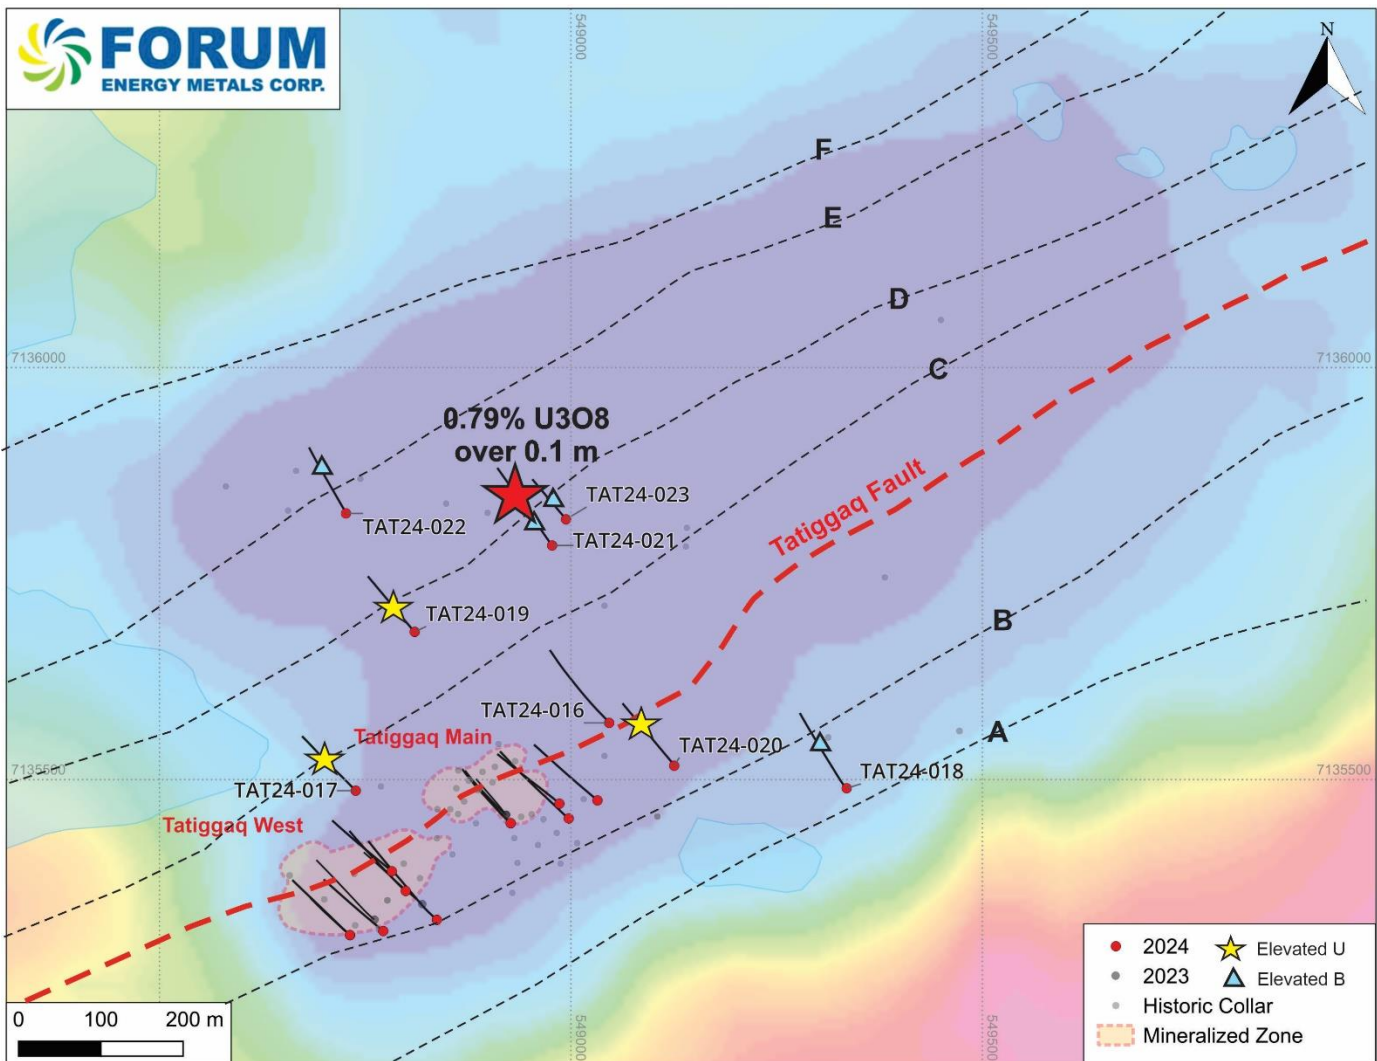 FORUM
ENERGY METALS CORP.
549000
549500
N
F
E
D
C
7136000
7136000
0.79% U3O8
over 0.1 m
TAT24-023
TAT24-022
TAT24-021
Tatiggaq Fault
TAT24-019
B
TAT24-016
A
Tatiggaq Main
TAT24-020
7135500
7135500
TAT24-018
TAT24-017
Tatiggaq West
549000
549500
2024
Elevated U
2023
Elevated B
Historic Collar
Mineralized Zone
0 100 200 m